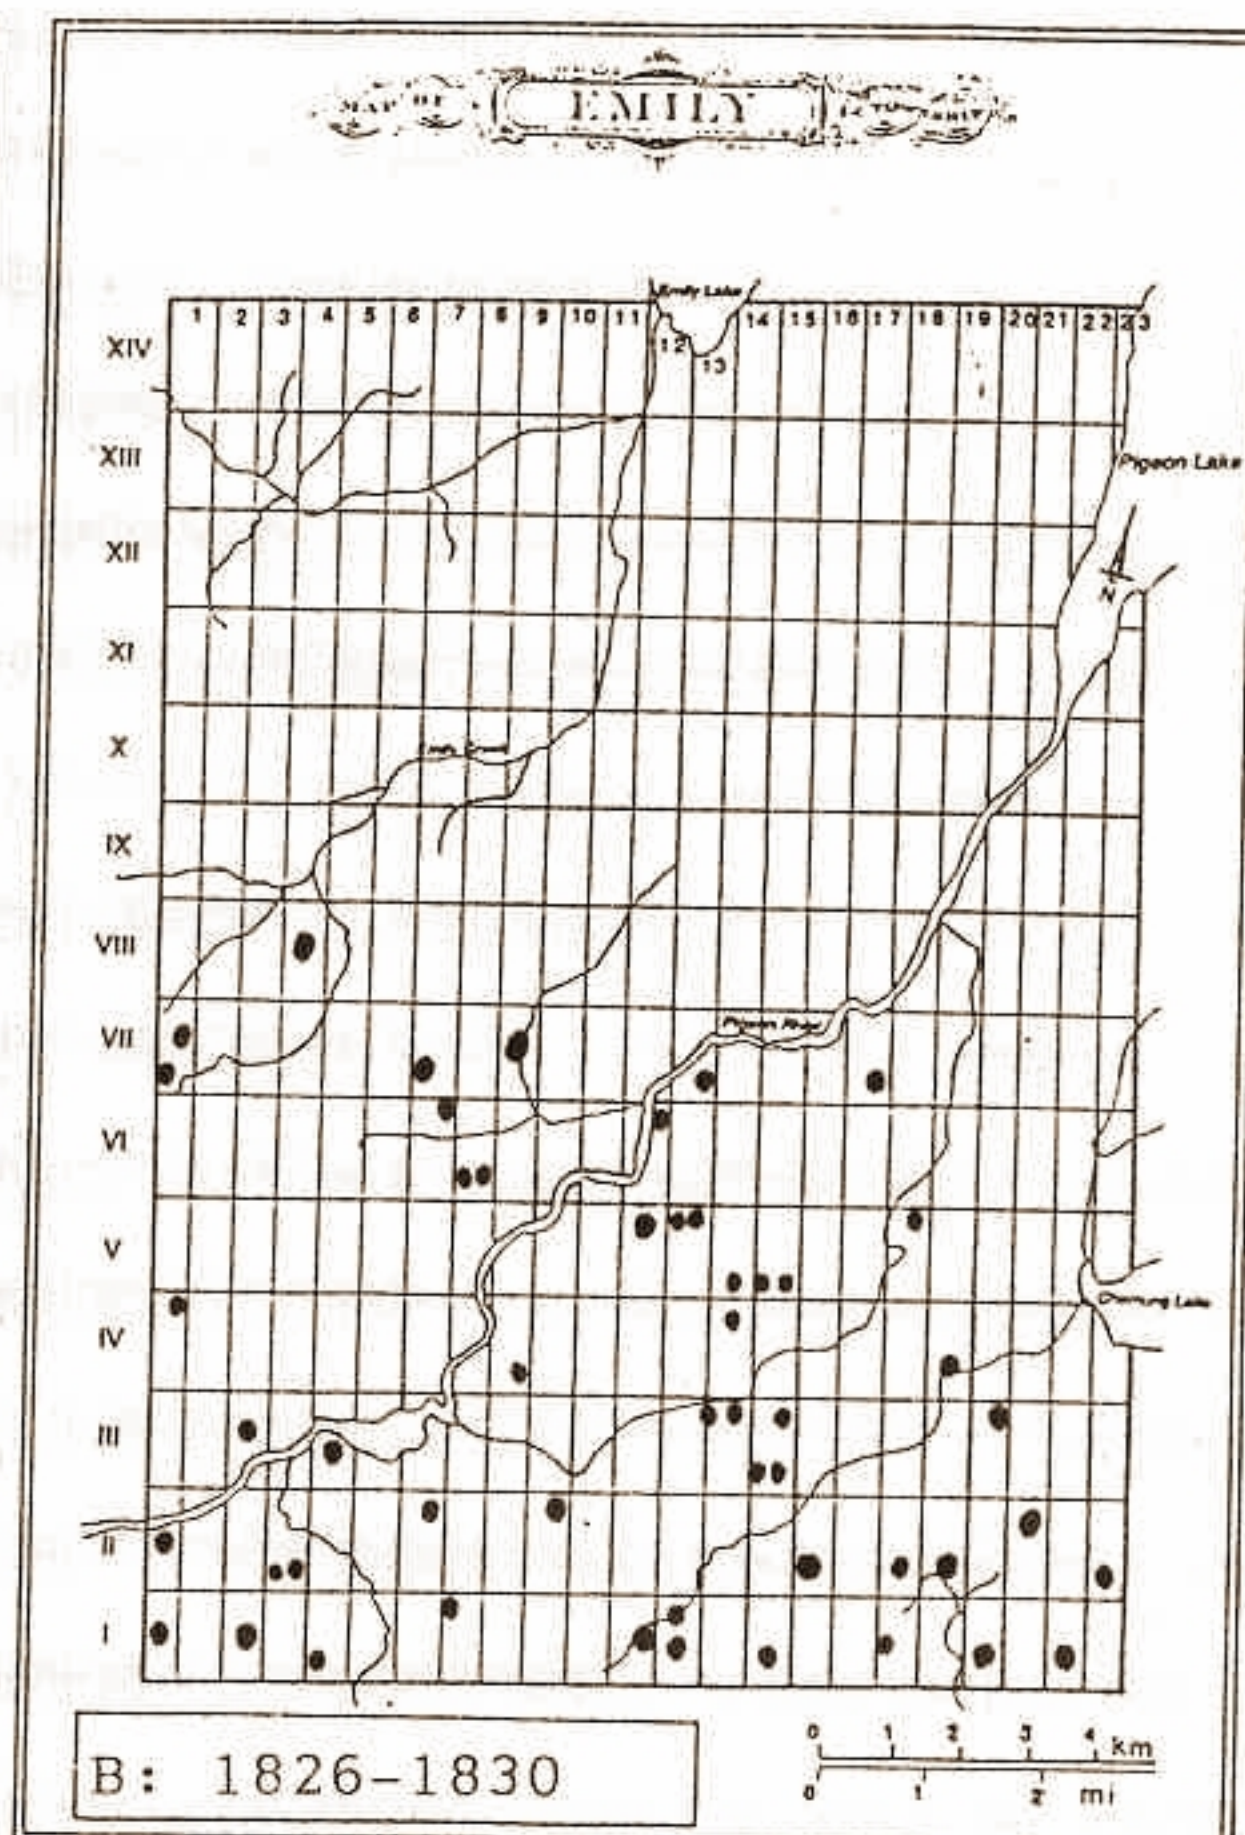 MAP OF EMILY TOWNSHIP
Emily Lake
1 2 3 4 5 6 7 8 9 10 11 12 13 14 15 16 17 18 19 20 21 22 23
XIV
XIII
Pigeon Lake
XII
N
XI
X
Emily Creek
IX
VIII
VII
Pigeon River
VI
V
Chemung Lake
IV
III
II
I
B: 1826-1830
0 1 2 3 4 km
0 1 2 mi